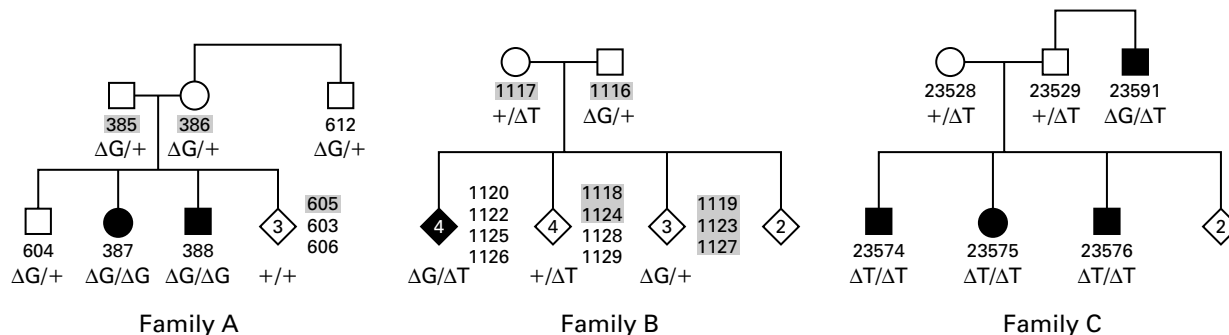 385
ΔG/+
386
ΔG/+
612
ΔG/+
604
ΔG/+
387
ΔG/ΔG
388
ΔG/ΔG
3
+/+
605
603
606
Family A
1117
+/ΔT
1116
ΔG/+
4
ΔG/ΔT
1120
1122
1125
1126
4
+/ΔT
1118
1124
1128
1129
3
ΔG/+
1119
1123
1127
2
Family B
23528
+/ΔT
23529
+/ΔT
23591
ΔG/ΔT
23574
ΔT/ΔT
23575
ΔT/ΔT
23576
ΔT/ΔT
2
Family C